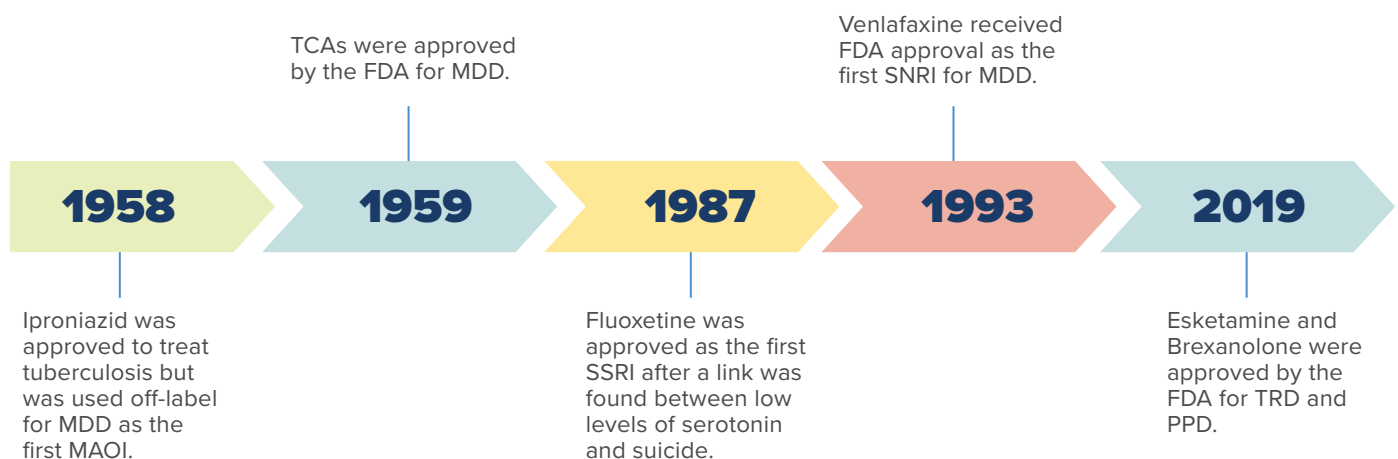 TCAs were approved
by the FDA for MDD.
Venlafaxine received
FDA approval as the
first SNRI for MDD.
1958
1959
1987
1993
2019
Iproniazid was
approved to treat
tuberculosis but
was used off-label
for MDD as the
first MAOI.
Fluoxetine was
approved as the first
SSRI after a link was
found between low
levels of serotonin
and suicide.
Esketamine and
Brexanolone were
approved by the
FDA for TRD and
PPD.